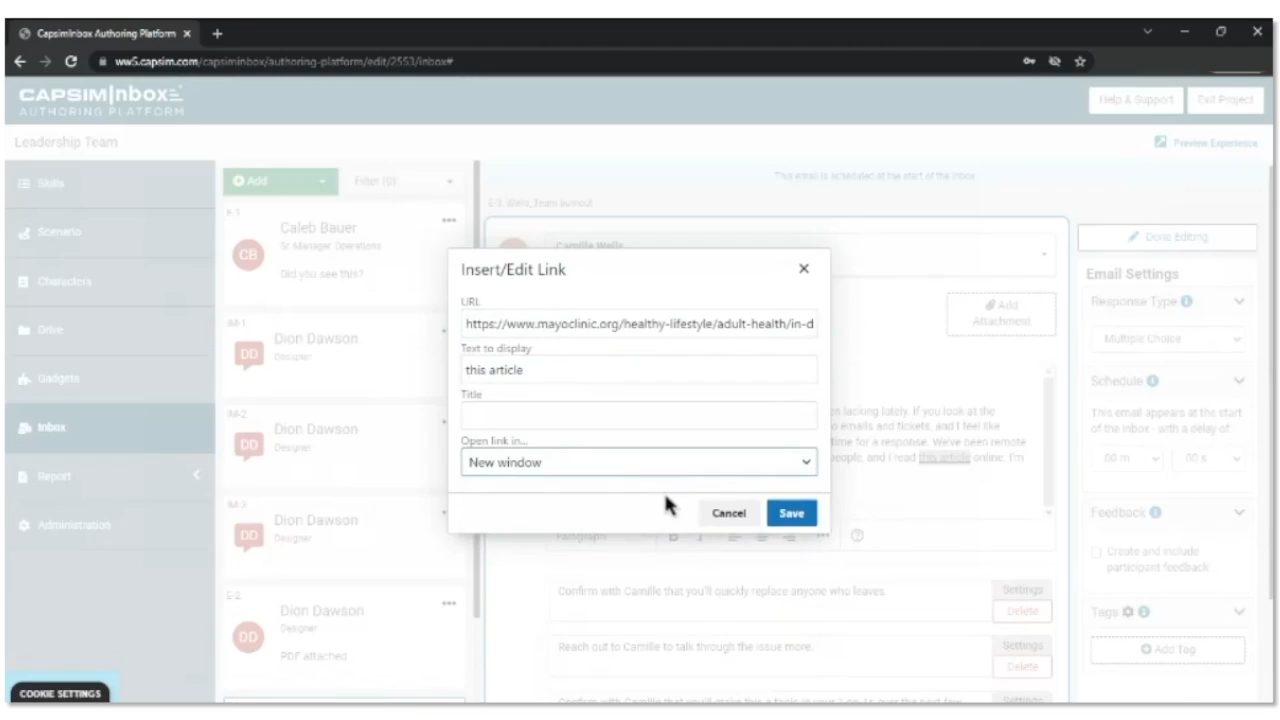 CapsimInbox Authoring Platform
ww5.capsim.com/capsiminbox/authoring-platform/edit/2553/inbox#
CAPSIMInbox
AUTHORING PLATFORM
Help & Support
Exit Project
Leadership Team
Preview Experience
Skills
Scenario
Characters
Drive
Gadgets
Inbox
Report
Administration
COOKIE SETTINGS
Add
Filter (0)
E-1
Caleb Bauer
Sr Manager Operations
CB
Did you see this?
IM-1
Dion Dawson
Designer
DD
IM-2
Dion Dawson
Designer
DD
IM-3
Dion Dawson
Designer
DD
E-2
Dion Dawson
Designer
DD
PDF attached
This email is scheduled at the start of the inbox
E-3. Wells_Team burnout
Camille Wells
Add
Attachment
Insert/Edit Link
URL
https://www.mayoclinic.org/healthy-lifestyle/adult-health/in-d
Text to display
this article
Title
Open link in...
New window
Cancel
Save
en lacking lately. If you look at the
o emails and tickets, and I feel like
time for a response. We've been remote
people, and I read this article online. I'm
Paragraph
B I
Confirm with Camille that you'll quickly replace anyone who leaves.
Settings
Delete
Reach out to Camille to talk through the issue more.
Settings
Delete
Settings
Done Editing
Email Settings
Response Type
Multiple Choice
Schedule
This email appears at the start
of the inbox - with a delay of:
00 m
00 s
Feedback
Create and include
participant feedback
Tags
Add Tag